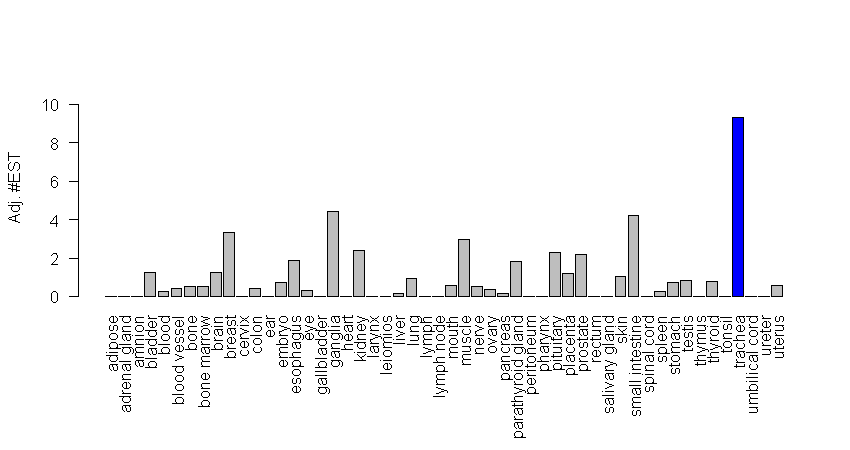 Adj. #EST
10
8
6
4
2
0
adipose
adrenal gland
amnion
bladder
blood
blood vessel
bone
bone marrow
brain
breast
cervix
colon
ear
embryo
esophagus
eye
gallbladder
ganglia
heart
kidney
larynx
leiomios
liver
lung
lymph
lymph node
mouth
muscle
nerve
ovary
pancreas
parathyroid gland
peritoneum
pharynx
pituitary
placenta
prostate
rectum
salivary gland
skin
small intestine
spinal cord
spleen
stomach
testis
thymus
thyroid
tonsil
trachea
umbilical cord
ureter
uterus